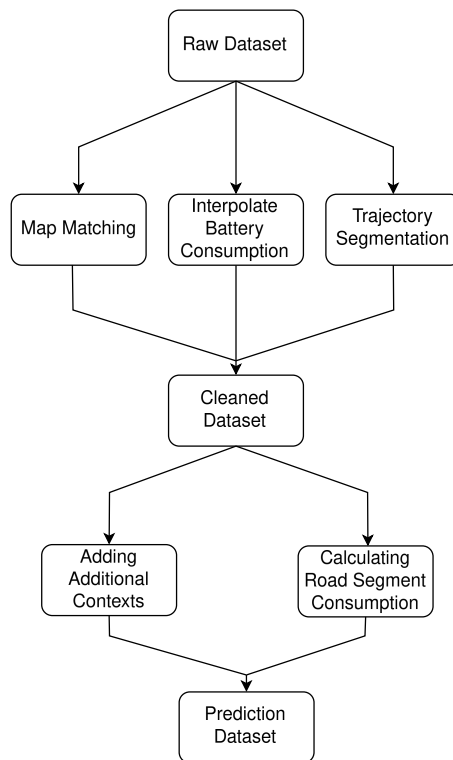 Raw Dataset
Map Matching
Interpolate
Battery
Consumption
Trajectory
Segmentation
Cleaned
Dataset
Adding
Additional
Contexts
Calculating
Road Segment
Consumption
Prediction
Dataset